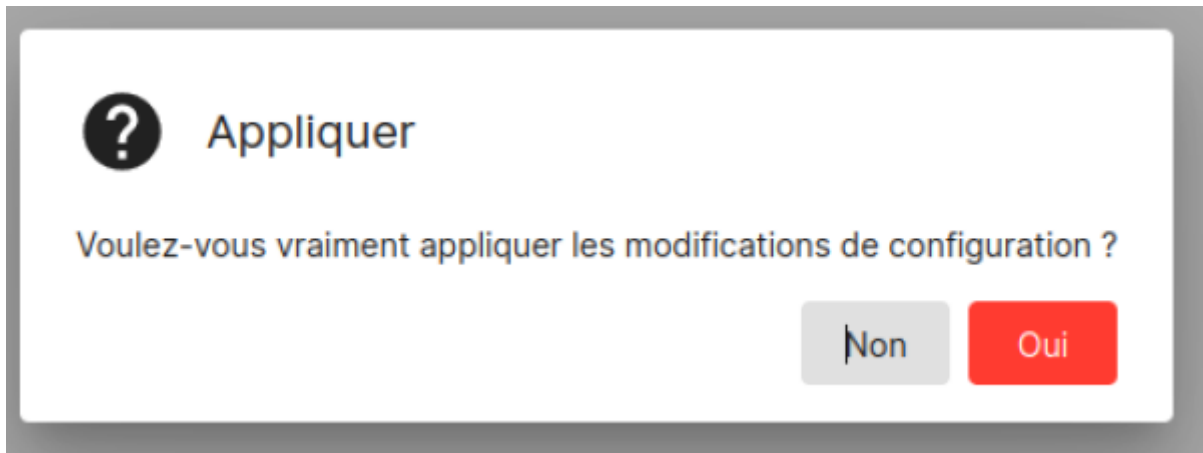 Appliquer
Voulez-vous vraiment appliquer les modifications de configuration ?
Non Oui